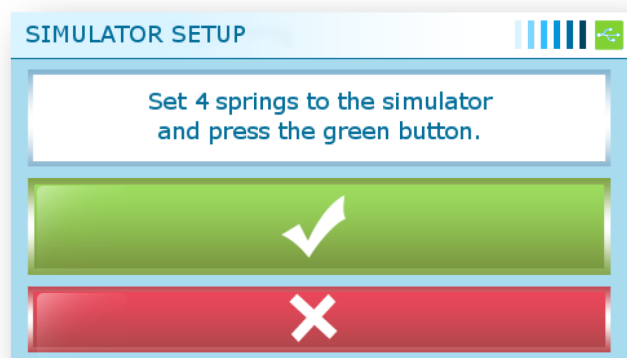 SIMULATOR SETUP
Set 4 springs to the simulator
and press the green button.